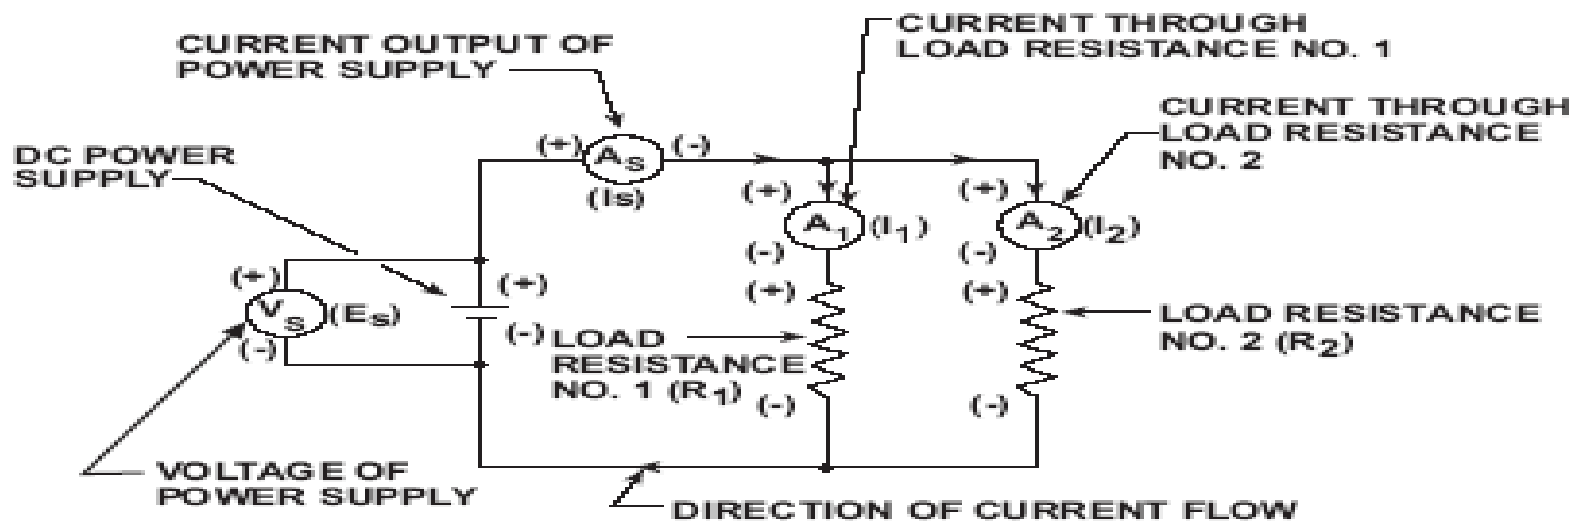 CURRENT THROUGH
LOAD RESISTANCE NO. 1
CURRENT OUTPUT OF
POWER SUPPLY
CURRENT THROUGH
LOAD RESISTANCE
NO. 2
DC POWER
SUPPLY
(+) AS (-)
(Is)
(+)
(+)
A1 (I1)
A2 (I2)
(-)
(-)
(+)
(+)
(+)
(+)
VS (ES)
(-)
(-)
LOAD
RESISTANCE
NO. 1 (R1)
(-)
(-)
LOAD RESISTANCE
NO. 2 (R2)
VOLTAGE OF
POWER SUPPLY
DIRECTION OF CURRENT FLOW